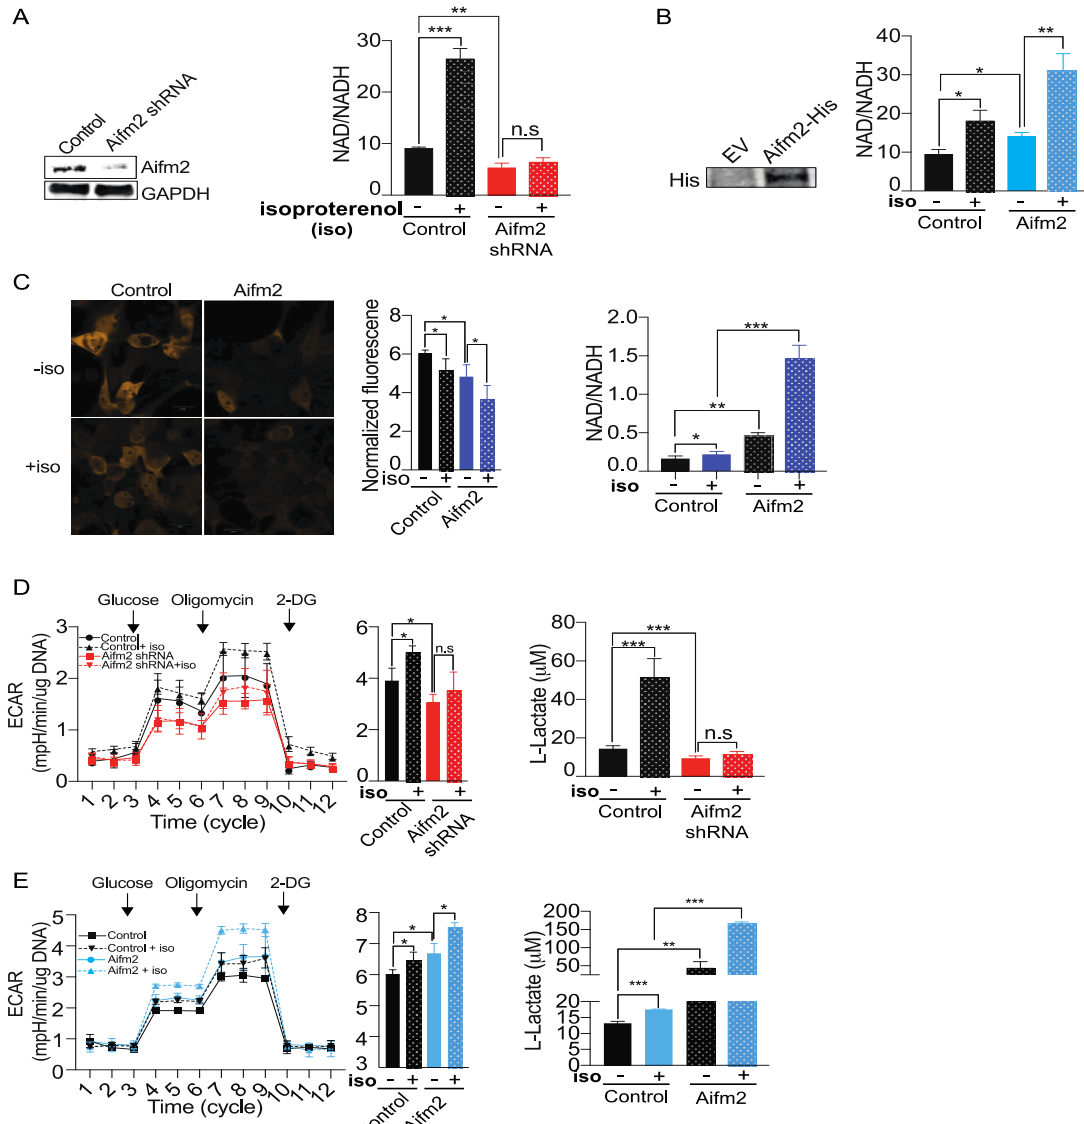 A
Control
Aifm2 shRNA
Aifm2
GAPDH
NAD/NADH
40
30
20
10
0
**
***
n.s
isoproterenol
(iso)
- + - +
Control
Aifm2
shRNA
B
EV
Aifm2-His
His
NAD/NADH
40
30
20
10
0
*
*
**
iso
- + - +
Control
Aifm2
C
Control
Aifm2
-iso
+iso
Normalized fluorescene
8
6
4
2
0
*
*
*
iso
- + - +
Control
Aifm2
NAD/NADH
2.0
1.5
1.0
0.5
0.0
*
**
***
iso
- + - +
Control
Aifm2
D
Glucose
Oligomycin
2-DG
ECAR
(mpH/min/ug DNA)
3
2
1
0
Control
Control+ iso
Aifm2 shRNA
Aifm2 shRNA+iso
1 2 3 4 5 6 7 8 9 10 11 12
Time (cycle)
8
6
4
2
0
*
*
n.s
iso
- + - +
Control
Aifm2
shRNA
L-Lactate (μM)
80
60
40
20
0
***
***
n.s
iso
- + - +
Control
Aifm2
shRNA
E
Glucose
Oligomycin
2-DG
ECAR
(mpH/min/ug DNA)
5
4
3
2
1
0
Control
Control + iso
Aifm2
Aifm2 + iso
1 2 3 4 5 6 7 8 9 10 11 12
Time (cycle)
8
7
6
5
4
3
*
*
*
iso
- + - +
Control
Aifm2
L-Lactate (μM)
200
150
100
50
20
15
10
5
0
***
**
***
iso
- + - +
Control
Aifm2